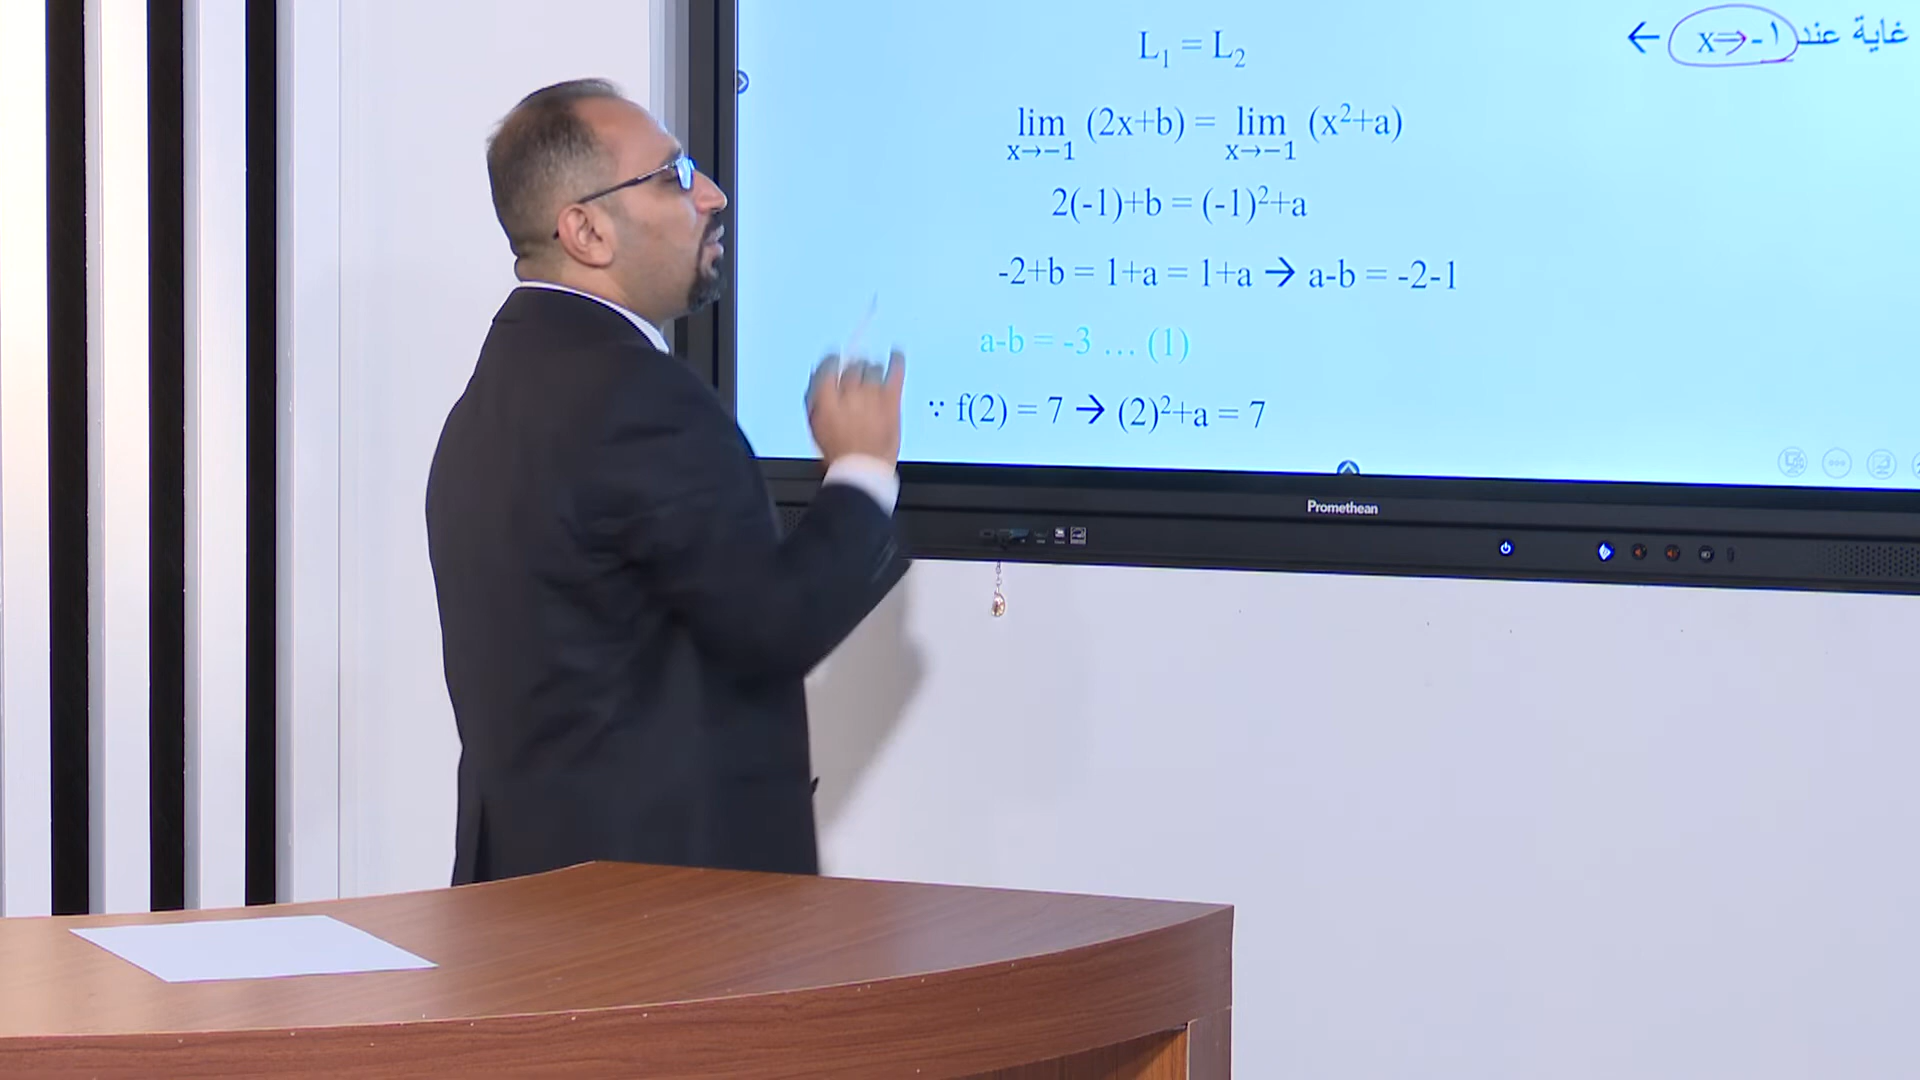 غاية عند x→-1 ←
L₁ = L₂
lim x→−1 (2x+b) = lim x→−1 (x²+a)
2(-1)+b = (-1)²+a
-2+b = 1+a = 1+a → a-b = -2-1
a-b = -3 … (1)
∵ f(2) = 7 → (2)²+a = 7
Promethean